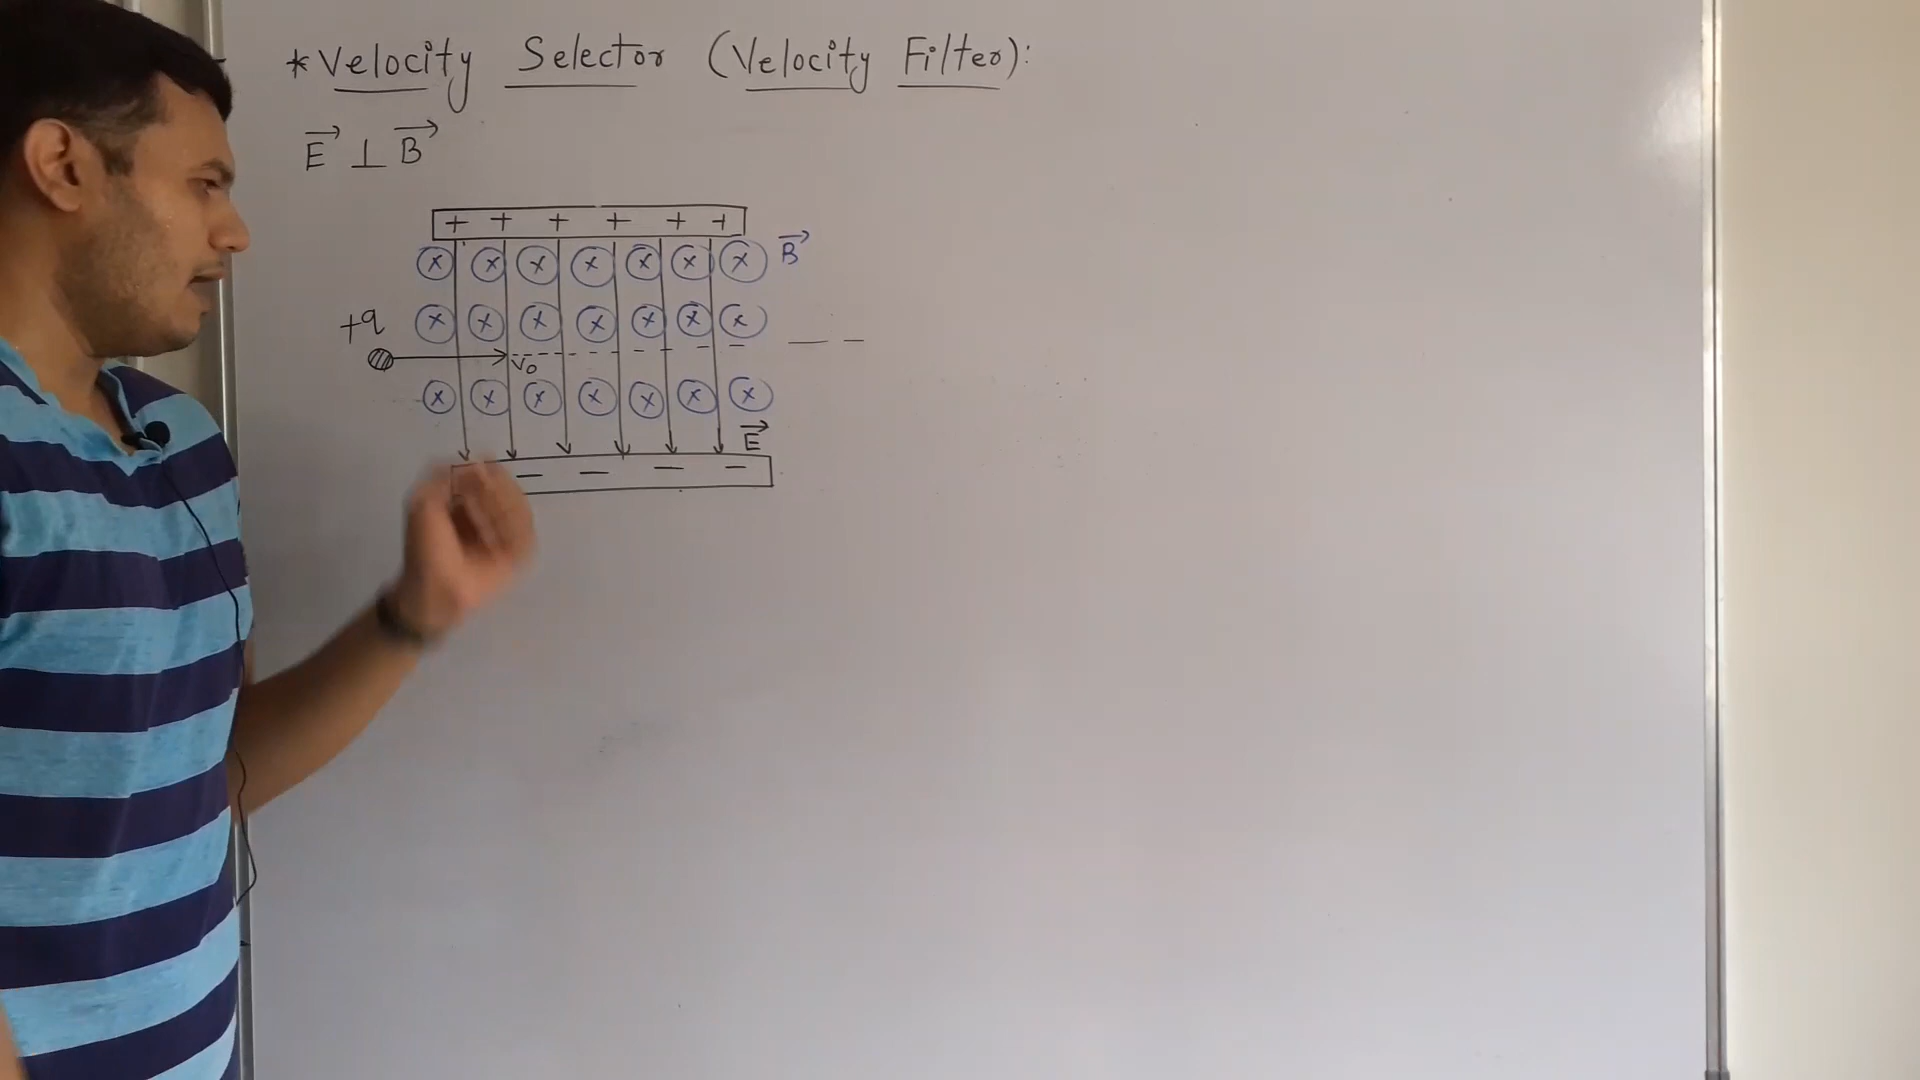 *Velocity Selector (Velocity Filter):
E⃗ ⊥ B⃗
+ + + + + +
x x x x x x x B⃗
+q x x x x x x x
v₀
x x x x x x x
E⃗
− − − −